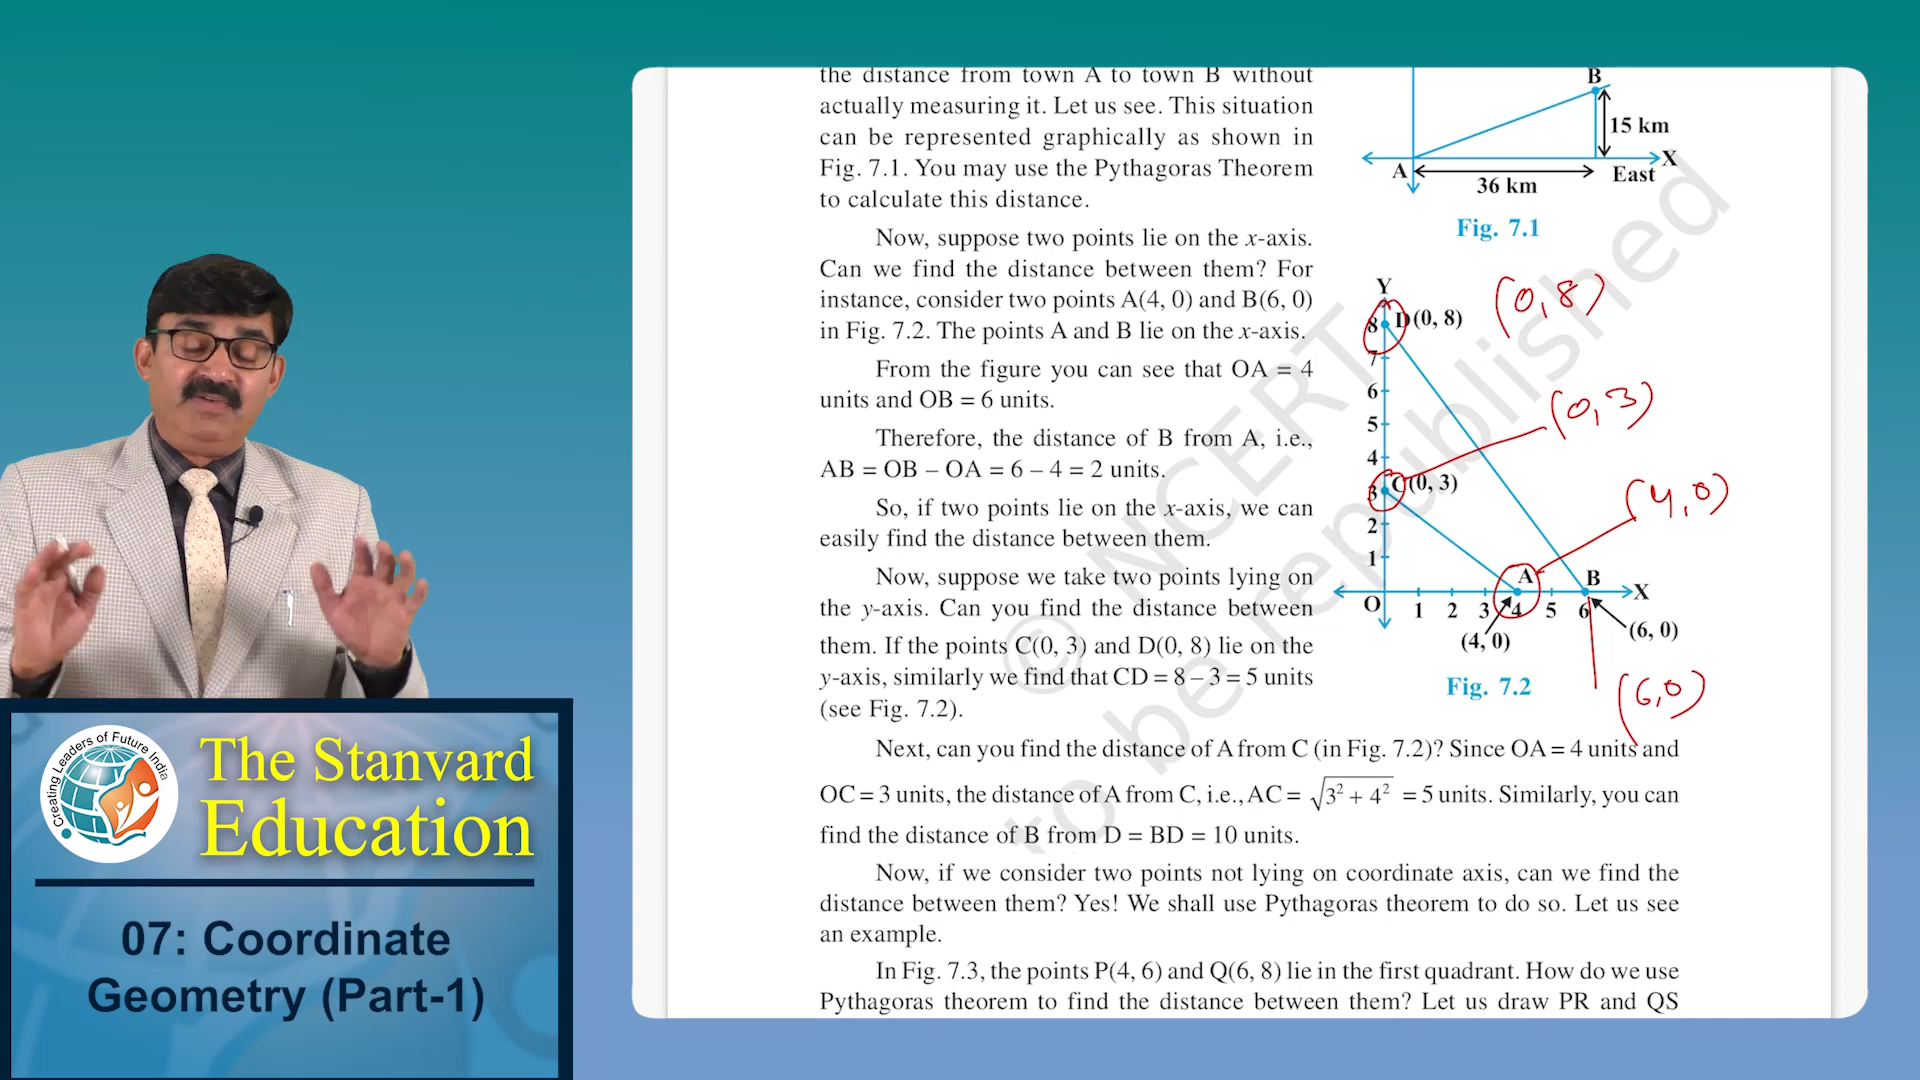 the distance from town A to town B without
actually measuring it. Let us see. This situation
can be represented graphically as shown in
Fig. 7.1. You may use the Pythagoras Theorem
to calculate this distance.
Now, suppose two points lie on the x-axis.
Can we find the distance between them? For
instance, consider two points A(4, 0) and B(6, 0)
in Fig. 7.2. The points A and B lie on the x-axis.
From the figure you can see that OA = 4
units and OB = 6 units.
Therefore, the distance of B from A, i.e.,
AB = OB – OA = 6 – 4 = 2 units.
So, if two points lie on the x-axis, we can
easily find the distance between them.
Now, suppose we take two points lying on
the y-axis. Can you find the distance between
them. If the points C(0, 3) and D(0, 8) lie on the
y-axis, similarly we find that CD = 8 – 3 = 5 units
(see Fig. 7.2).
B
15 km
X
A
36 km
East
Fig. 7.1
Y
(0,8)
8 D(0, 8)
7
6
(0,3)
5
4
3 C(0, 3)
(4,0)
2
1
A B
X
O 1 2 3 4 5 6
(4, 0) (6, 0)
Fig. 7.2
(6,0)
Next, can you find the distance of A from C (in Fig. 7.2)? Since OA = 4 units and
OC = 3 units, the distance of A from C, i.e., AC = √3² + 4² = 5 units. Similarly, you can
find the distance of B from D = BD = 10 units.
Now, if we consider two points not lying on coordinate axis, can we find the
distance between them? Yes! We shall use Pythagoras theorem to do so. Let us see
an example.
In Fig. 7.3, the points P(4, 6) and Q(6, 8) lie in the first quadrant. How do we use
Pythagoras theorem to find the distance between them? Let us draw PR and QS
© NCERT
to be republished
Creating Leaders of Future India
The Stanvard
Education
07: Coordinate
Geometry (Part-1)